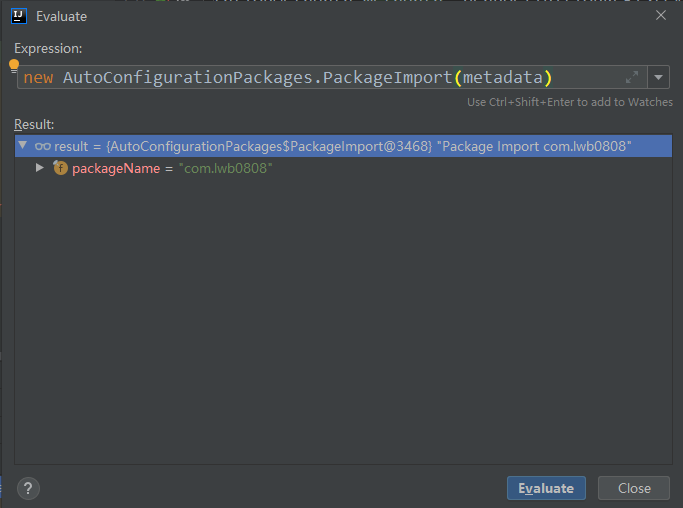 Evaluate
Expression:
new AutoConfigurationPackages.PackageImport(metadata)
Use Ctrl+Shift+Enter to add to Watches
Result:
result = {AutoConfigurationPackages$PackageImport@3468} "Package Import com.lwb0808"
f packageName = "com.lwb0808"
? Evaluate Close